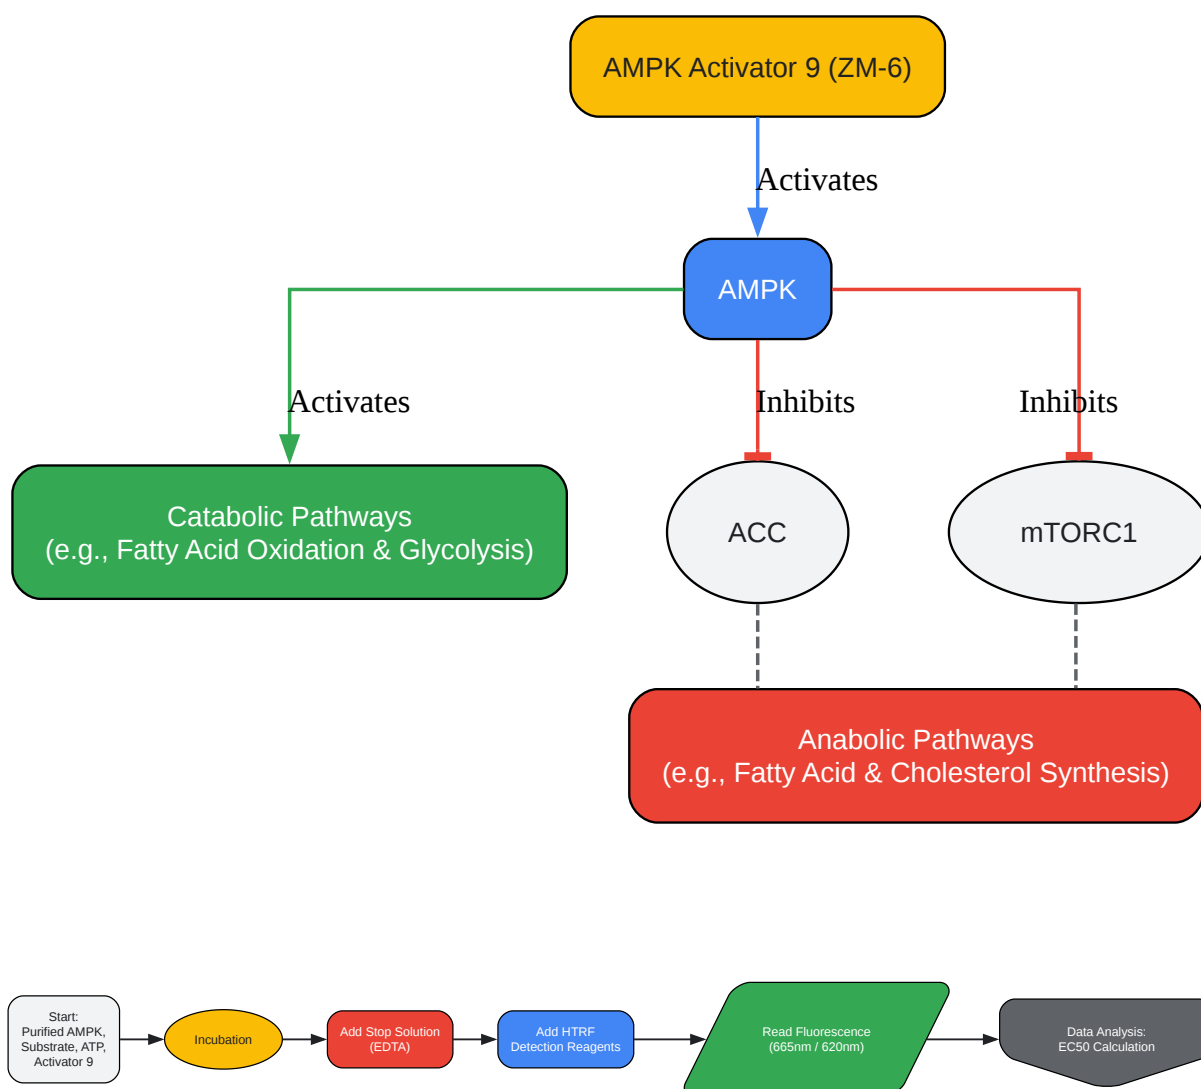 AMPK Activator 9 (ZM-6)
Activates
AMPK
Activates
Inhibits
Inhibits
Catabolic Pathways
(e.g., Fatty Acid Oxidation & Glycolysis)
ACC
mTORC1
Anabolic Pathways
(e.g., Fatty Acid & Cholesterol Synthesis)
Start:
Purified AMPK,
Substrate, ATP,
Activator 9
Incubation
Add Stop Solution
(EDTA)
Add HTRF
Detection Reagents
Read Fluorescence
(665nm / 620nm)
Data Analysis:
EC50 Calculation